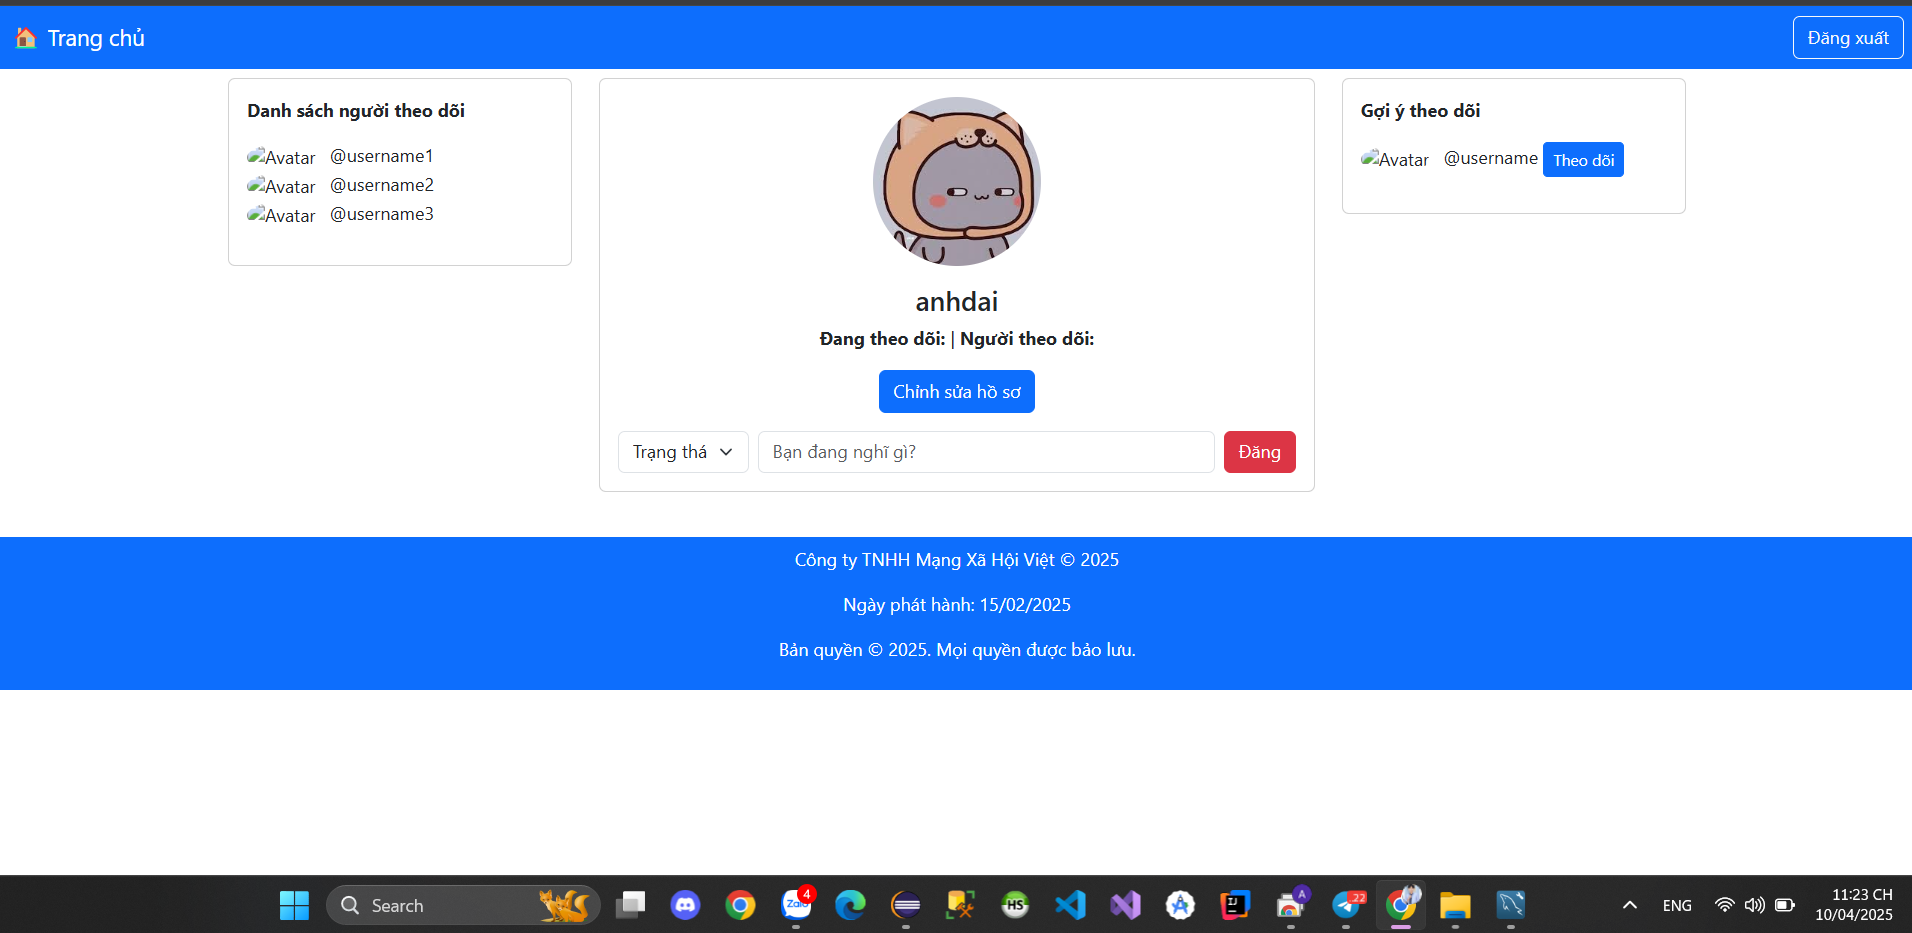 Trang chủ
Đăng xuất
Danh sách người theo dõi
Avatar @username1
Avatar @username2
Avatar @username3
anhdai
Đang theo dõi: | Người theo dõi:
Chỉnh sửa hồ sơ
Trạng thá
Bạn đang nghĩ gì?
Đăng
Gợi ý theo dõi
Avatar @username Theo dõi
Công ty TNHH Mạng Xã Hội Việt © 2025
Ngày phát hành: 15/02/2025
Bản quyền © 2025. Mọi quyền được bảo lưu.
Search
Zalo
4
HS
IJ
A
22
ENG
11:23 CH
10/04/2025